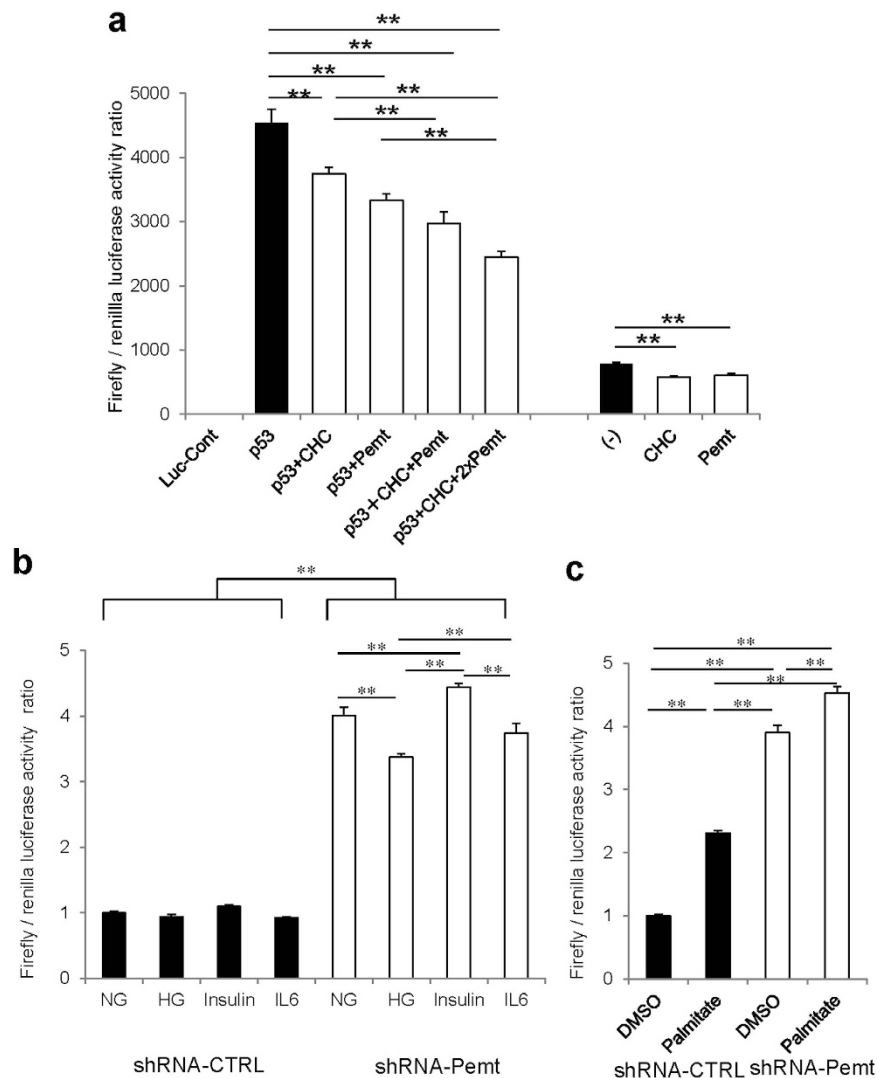 a
**
**
** **
** **
**
Firefly / renillla luciferase activity ratio
5000
4000
3000
2000
1000
0
**
**
Luc-Cont
p53
p53+CHC
p53+Pemt
p53+CHC+Pemt
p53+CHC+2xPemt
(-)
CHC
Pemt
b
**
Firefly / renilla luciferase activity ratio
5
4
3
2
1
0
**
** ** **
**
NG HG Insulin IL6 NG HG Insulin IL6
shRNA-CTRL shRNA-Pemt
c
Firefly / renilla luciferase activity ratio
5
4
3
2
1
0
**
** **
**
** **
DMSO
Palmitate
DMSO
Palmitate
shRNA-CTRL shRNA-Pemt